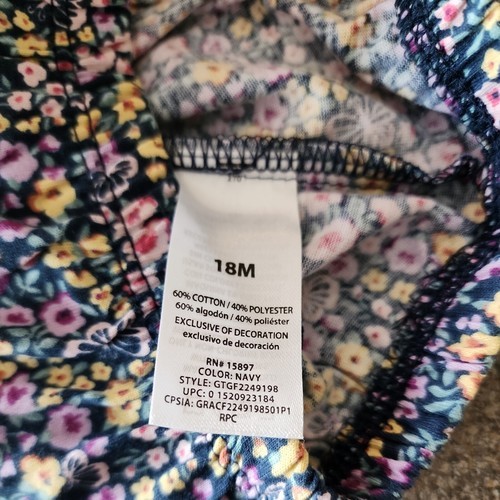 18M
60% COTTON / 40% POLYESTER
60% algodón / 40% poliéster
EXCLUSIVE OF DECORATION
exclusivo de decoración
RN# 15897
COLOR: NAVY
STYLE: GTGF2249198
UPC: 0 1520923184
CPSIA: GRACF2249198501P1
RPC